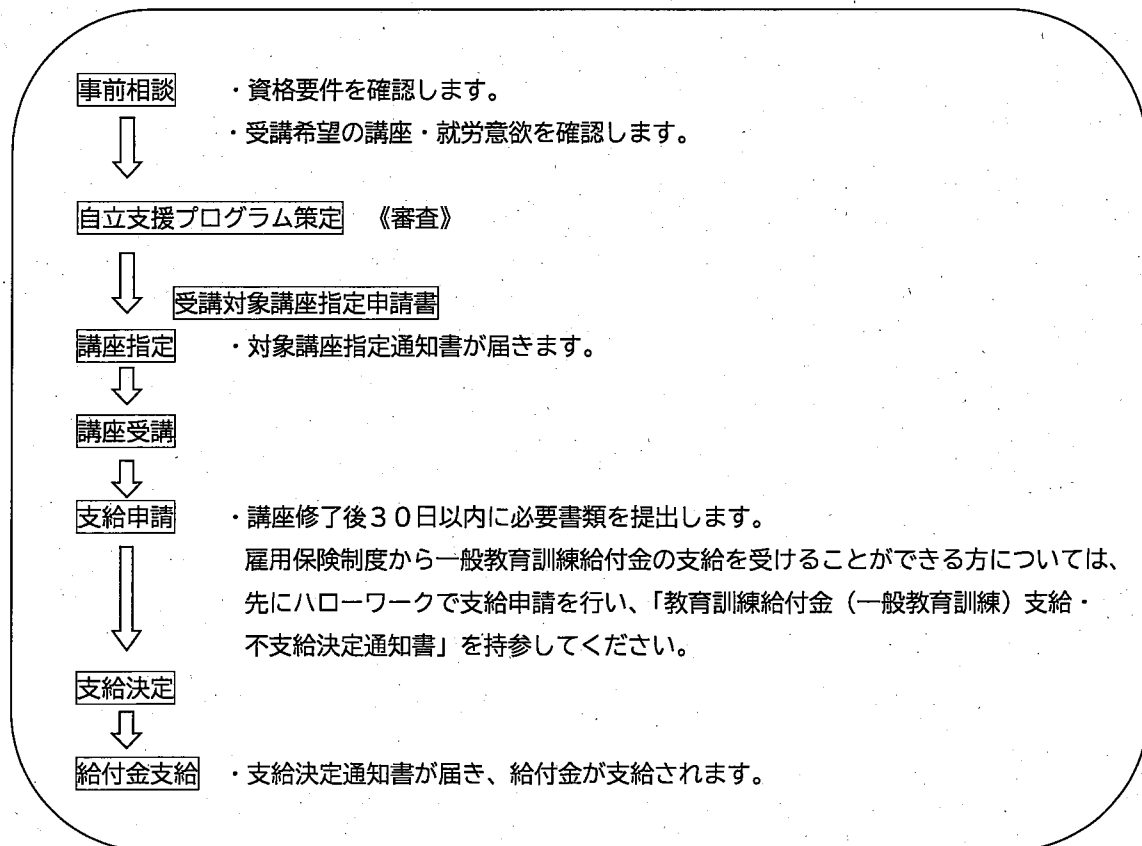 事前相談 ・資格要件を確認します。
・受講希望の講座・就労意欲を確認します。
自立支援プログラム策定 《審査》
受講対象講座指定申請書
講座指定 ・対象講座指定通知書が届きます。
講座受講
支給申請 ・講座修了後３０日以内に必要書類を提出します。
雇用保険制度から一般教育訓練給付金の支給を受けることができる方については、
先にハローワークで支給申請を行い、「教育訓練給付金（一般教育訓練）支給・
不支給決定通知書」を持参してください。
支給決定
給付金支給 ・支給決定通知書が届き、給付金が支給されます。